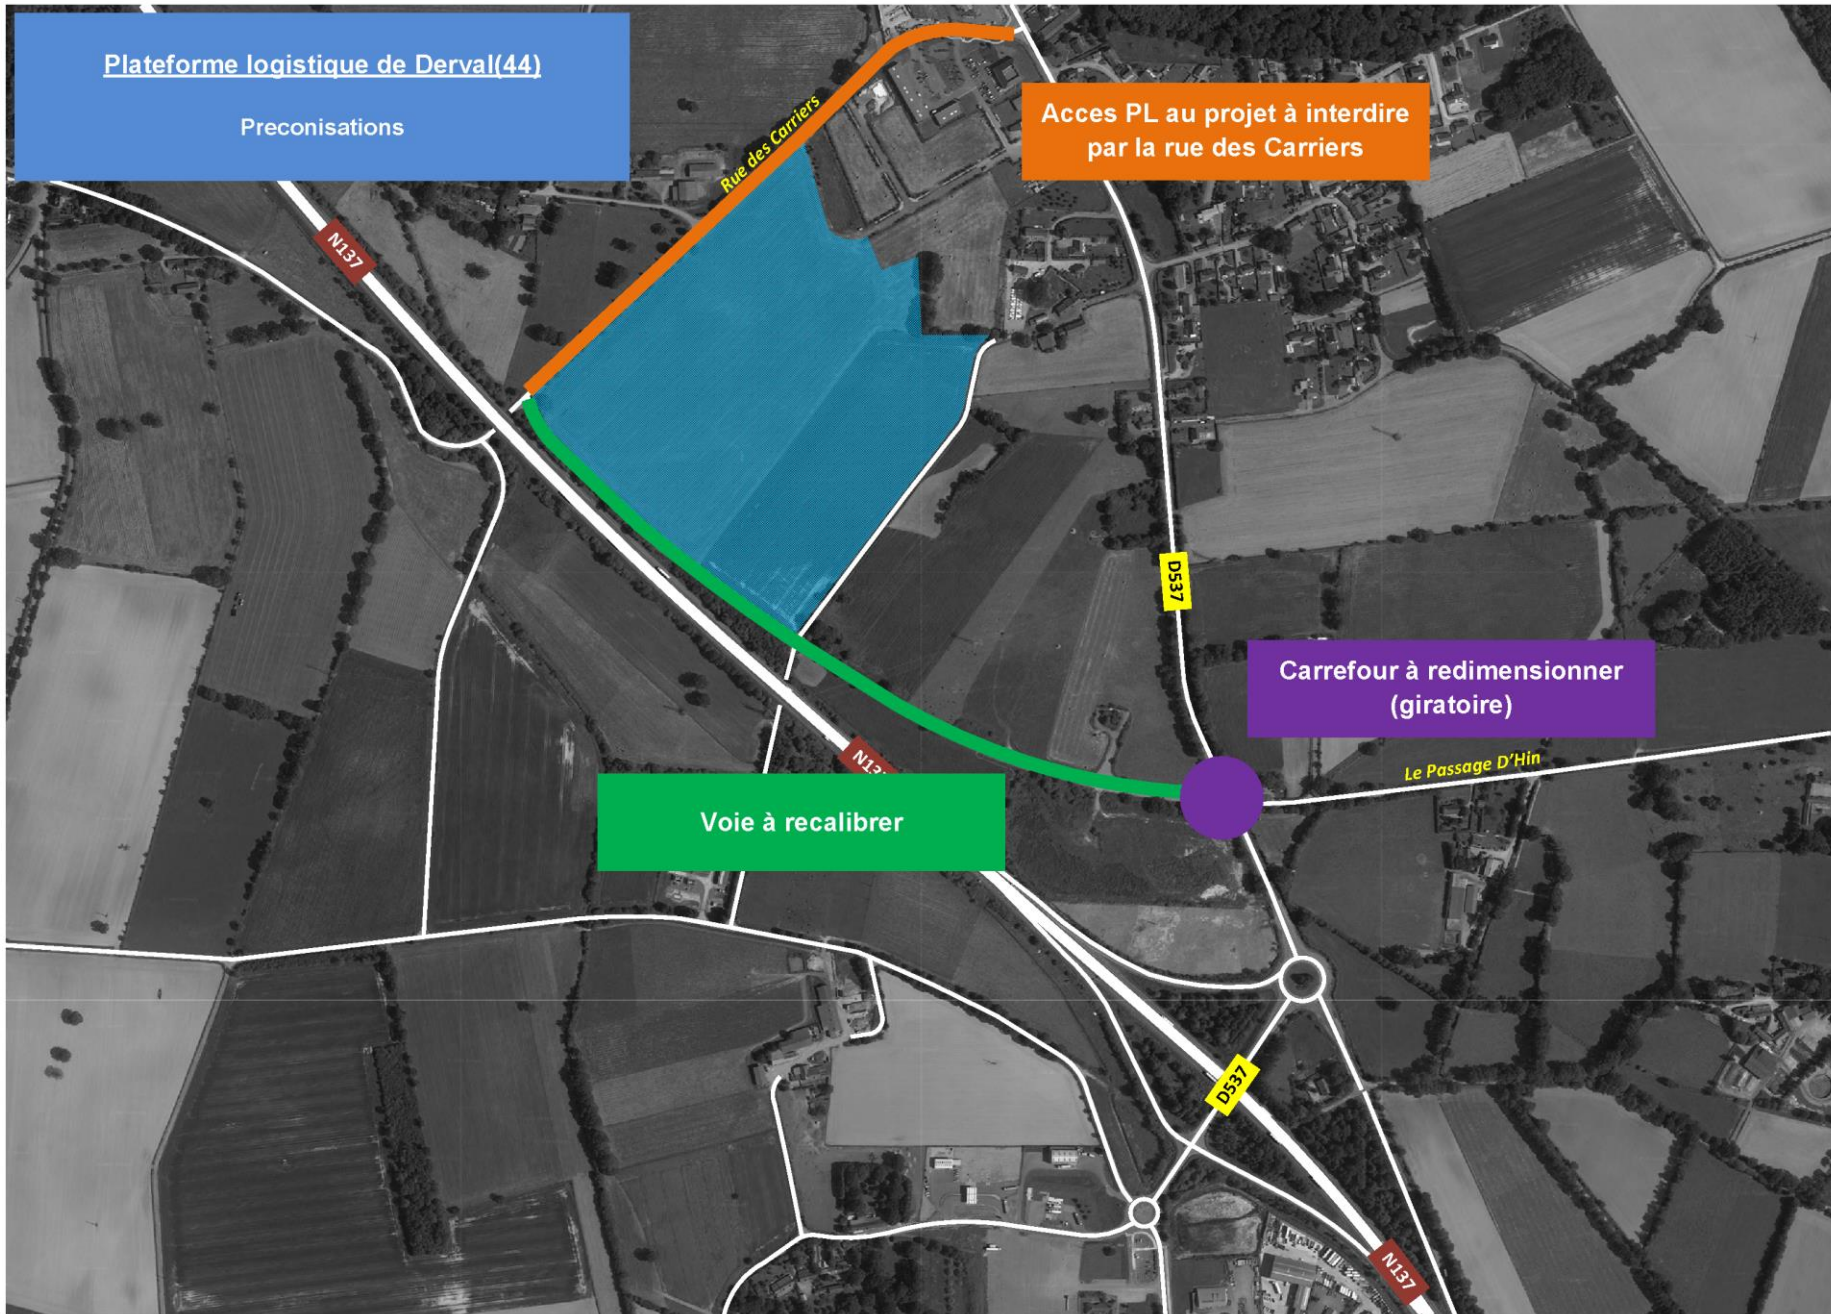 Plateforme logistique de Derval(44)
Preconisations
Rue des Carriers
Acces PL au projet à interdire
par la rue des Carriers
N137
D537
Carrefour à redimensionner
(giratoire)
Le Passage D'Hin
Voie à recalibrer
D537
N137